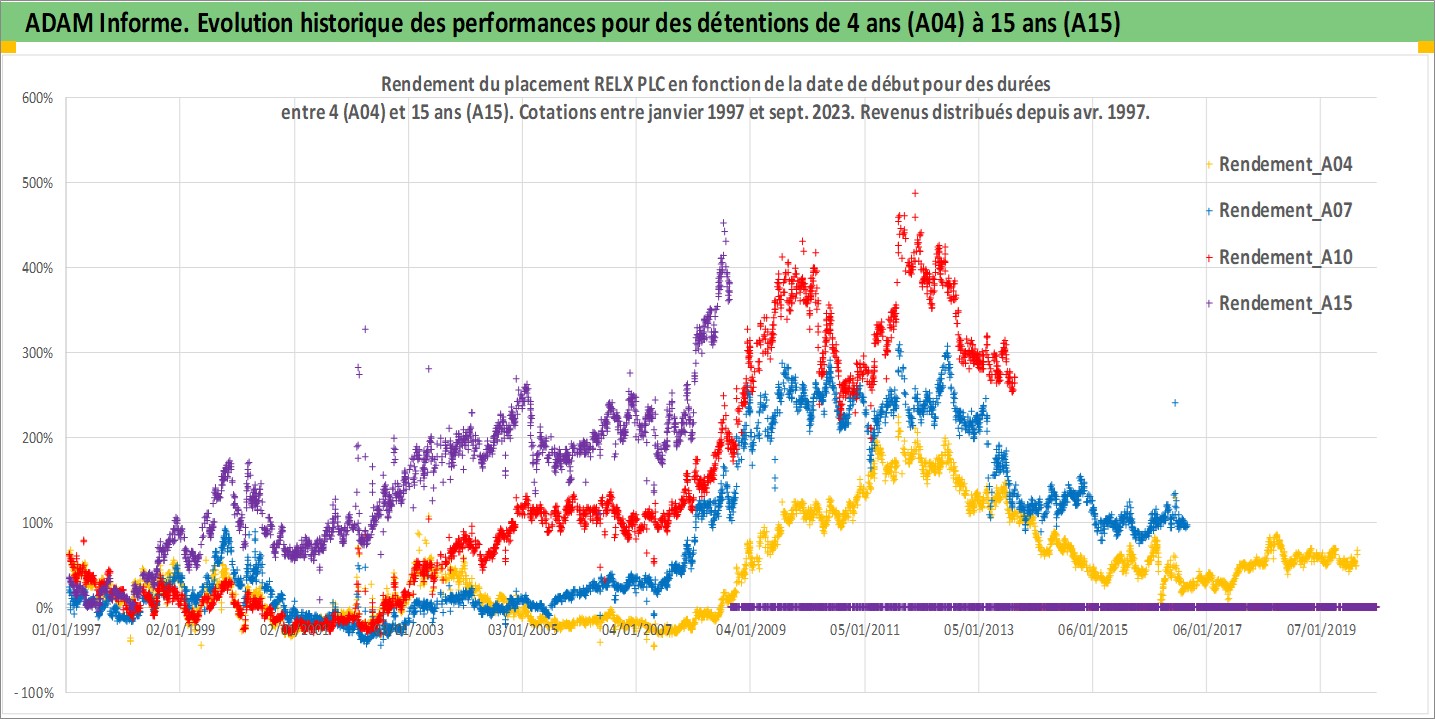 ADAM Informe. Evolution historique des performances pour des détentions de 4 ans (A04) à 15 ans (A15)
Rendement du placement RELX PLC en fonction de la date de début pour des durées
entre 4 (A04) et 15 ans (A15). Cotations entre janvier 1997 et sept. 2023. Revenus distribués depuis avr. 1997.
600%
500%
400%
300%
200%
100%
0%
-100%
Rendement_A04
Rendement_A07
Rendement_A10
Rendement_A15
01/01/1997
02/01/1999
02/01/2001
03/01/2005
04/01/2007
04/01/2009
05/01/2011
05/01/2013
06/01/2015
06/01/2017
07/01/2019